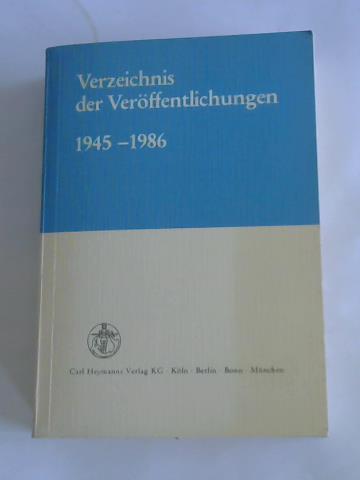 Verzeichnis
der Veröffentlichungen
1945 – 1986
Carl Heymanns Verlag KG · Köln · Berlin · Bonn · München